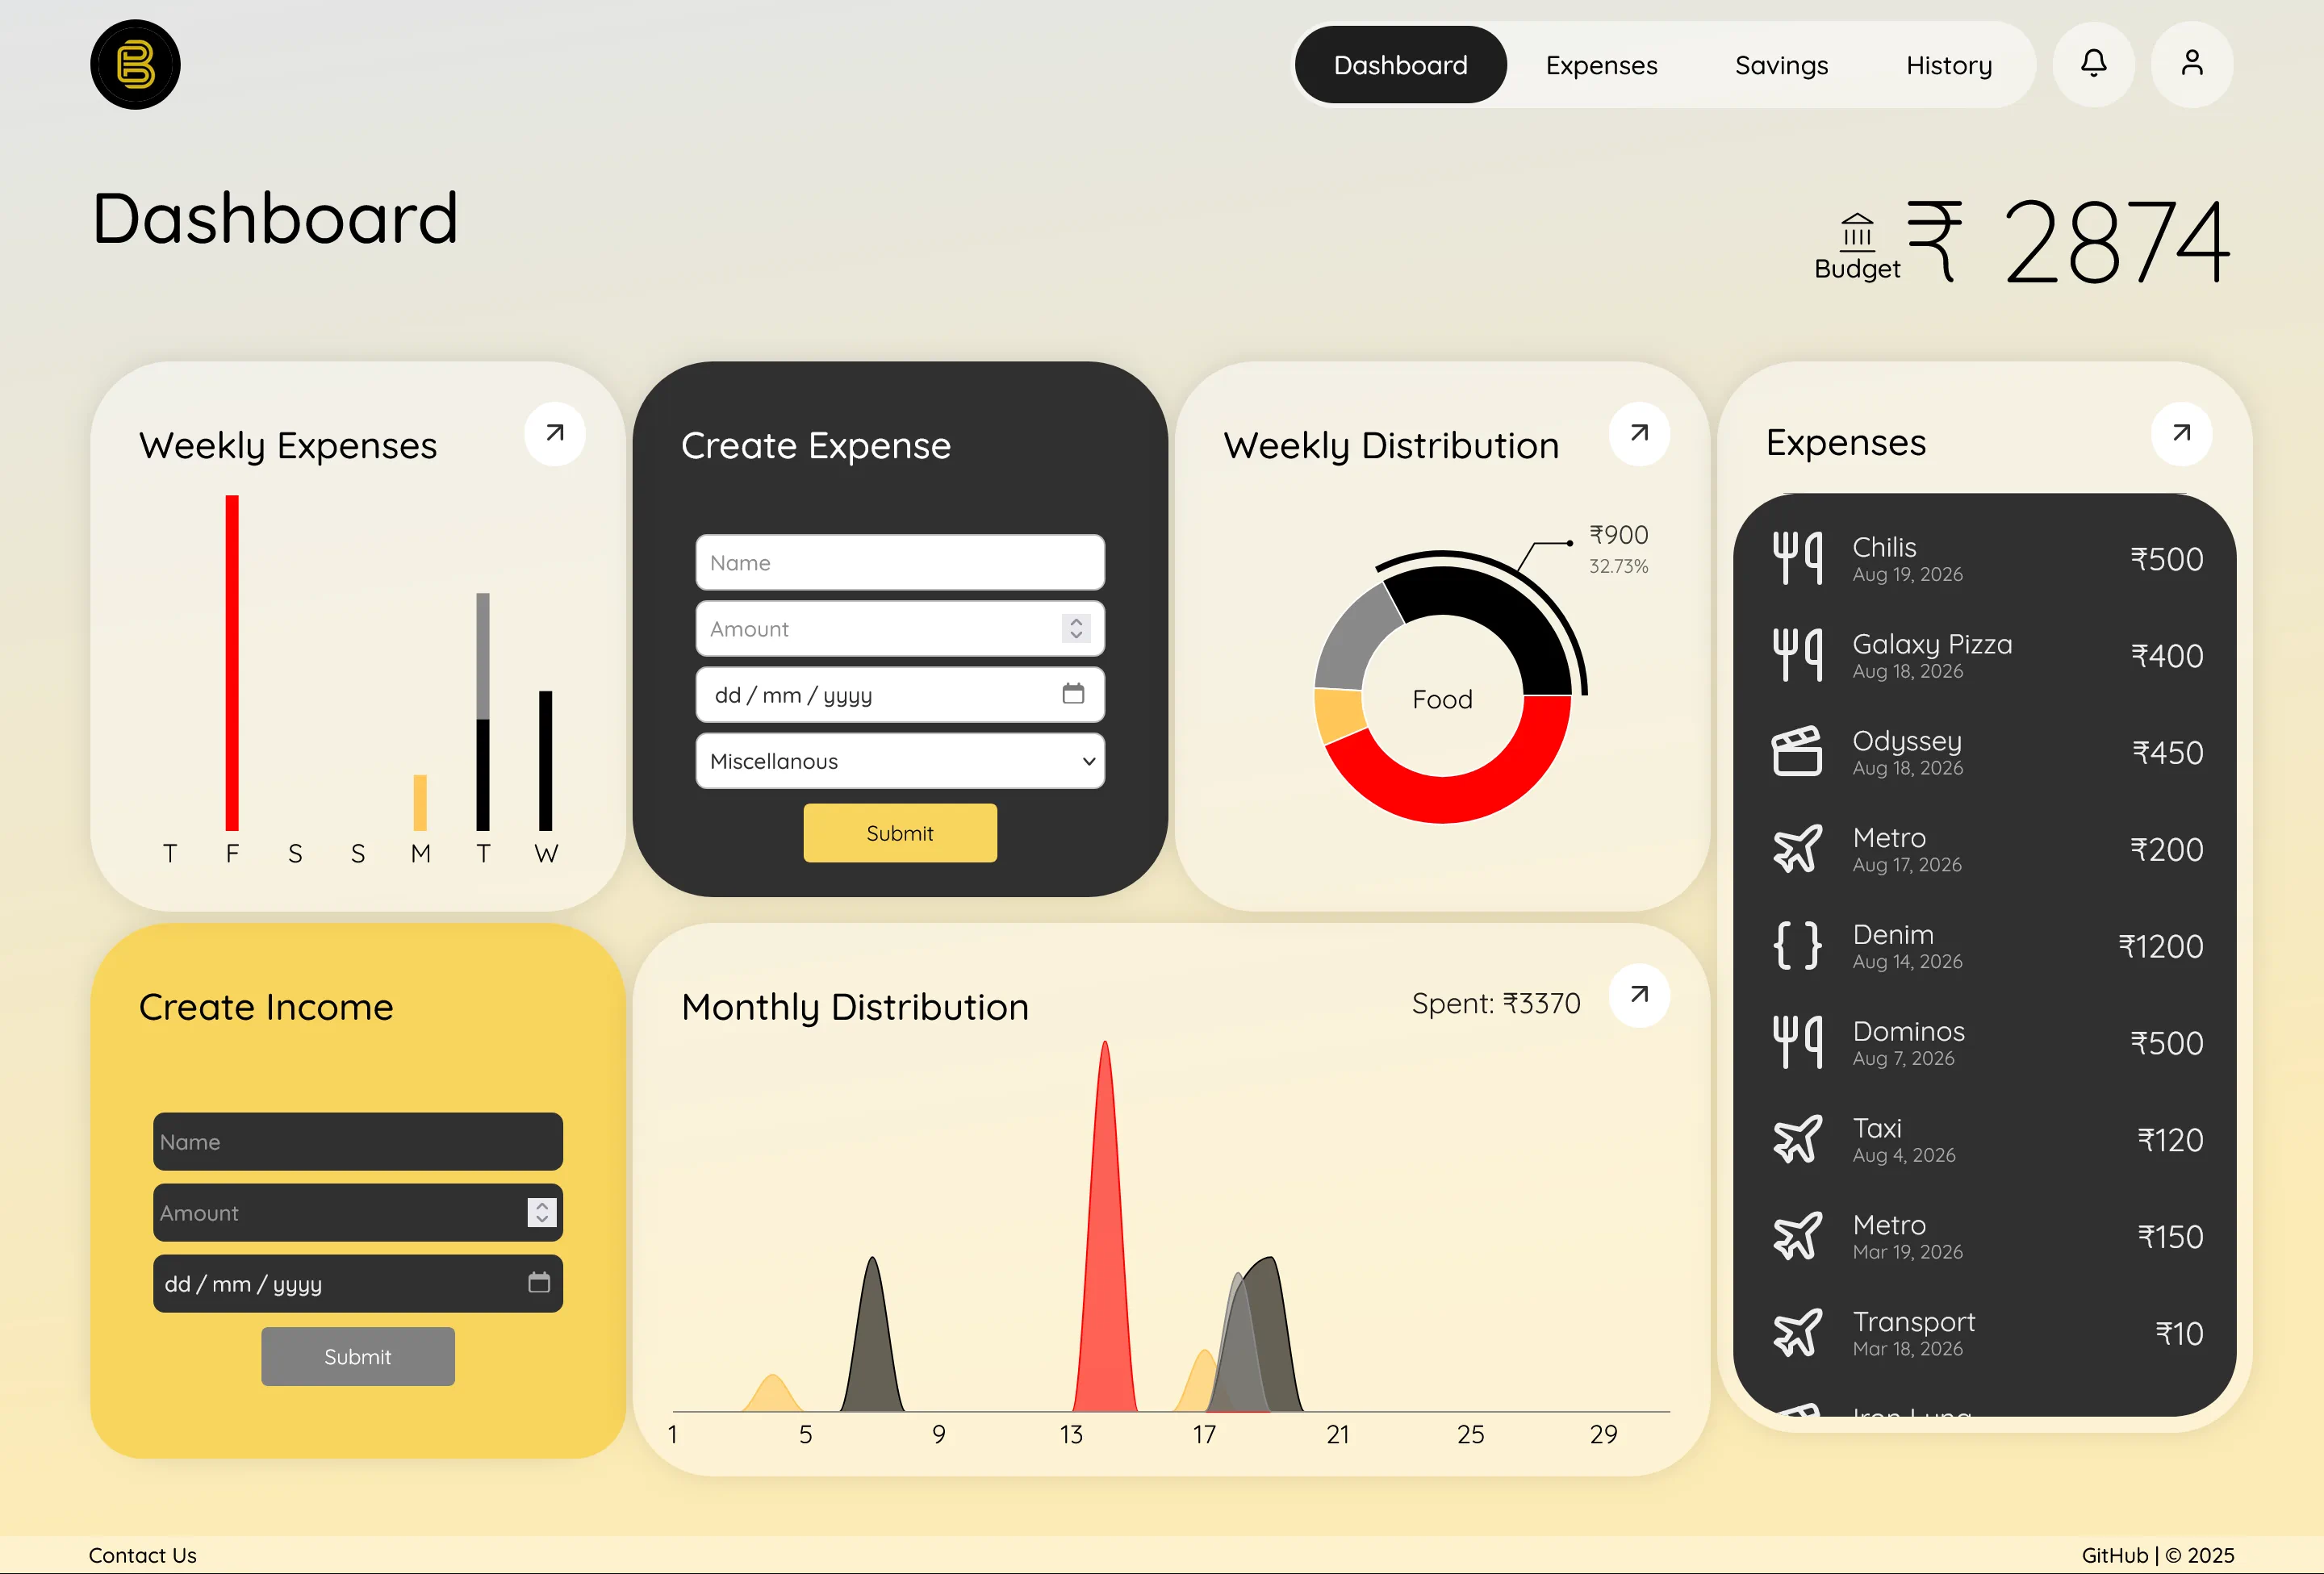 B
Dashboard
Expenses
Savings
History
Dashboard
Budget
₹ 2874
Weekly Expenses
T F S S M T W
Create Expense
Name
Amount
dd / mm / yyyy
Miscellanous
Submit
Weekly Distribution
₹900
32.73%
Food
Expenses
Chilis
₹500
Aug 19, 2026
Galaxy Pizza
₹400
Aug 18, 2026
Odyssey
₹450
Aug 18, 2026
Metro
₹200
Aug 17, 2026
Denim
₹1200
Aug 14, 2026
Dominos
₹500
Aug 7, 2026
Taxi
₹120
Aug 4, 2026
Metro
₹150
Mar 19, 2026
Transport
₹10
Mar 18, 2026
Create Income
Name
Amount
dd / mm / yyyy
Submit
Monthly Distribution
Spent: ₹3370
1 5 9 13 17 21 25 29
Contact Us
GitHub | © 2025